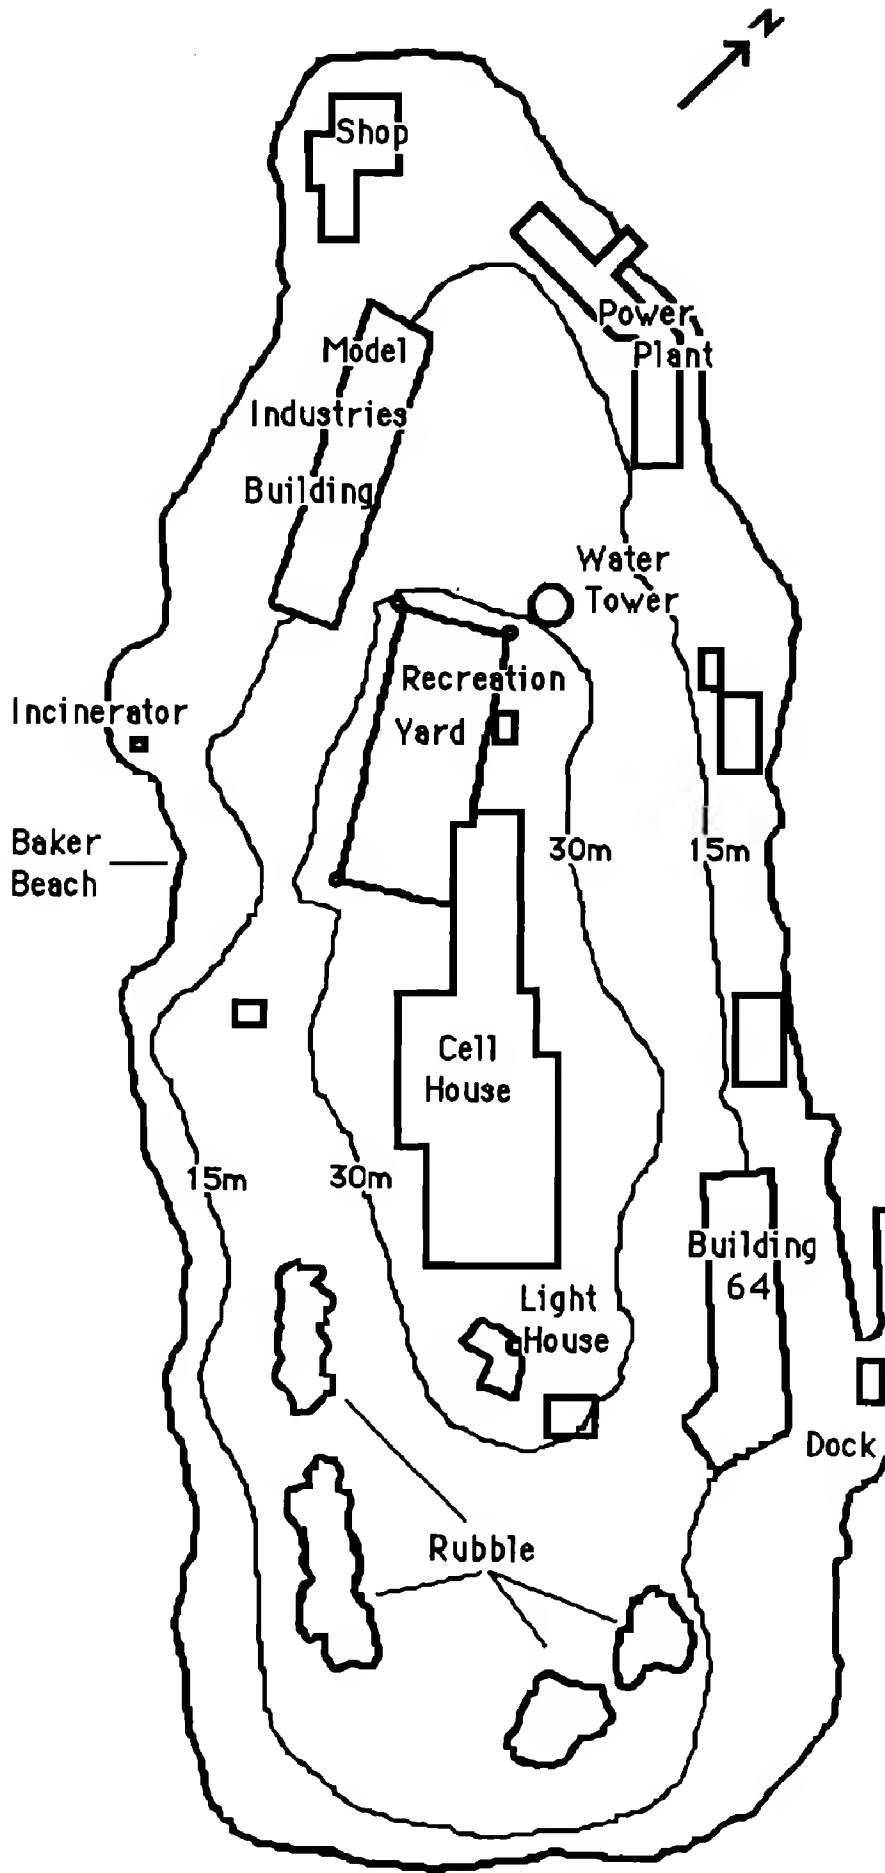 N
Shop
Power
Plant
Model
Industries
Building
Water
Tower
Recreation
Yard
Incinerator
Baker
Beach
30m
15m
Cell
House
15m
30m
Building
64
Light
House
Dock
Rubble